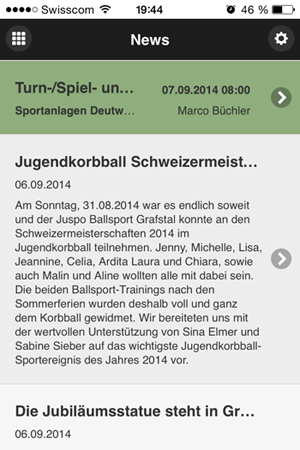 Swisscom 19:44 46 %
News
Turn-/Spiel- un... 07.09.2014 08:00
Sportanlagen Deutw... Marco Büchler
Jugendkorbball Schweizermeist...
06.09.2014
Am Sonntag, 31.08.2014 war es endlich soweit
und der Juspo Ballsport Grafstal konnte an den
Schweizermeisterschaften 2014 im
Jugendkorbball teilnehmen. Jenny, Michelle, Lisa,
Jeannine, Celia, Ardita Laura und Chiara, sowie
auch Malin und Aline wollten alle mit dabei sein.
Die beiden Ballsport-Trainings nach den
Sommerferien wurden deshalb voll und ganz
dem Korbball gewidmet. Wir bereiteten uns mit
der wertvollen Unterstützung von Sina Elmer und
Sabine Sieber auf das wichtigste Jugendkorbball-
Sportereignis des Jahres 2014 vor.
Die Jubiläumsstatue steht in Gr...
06.09.2014